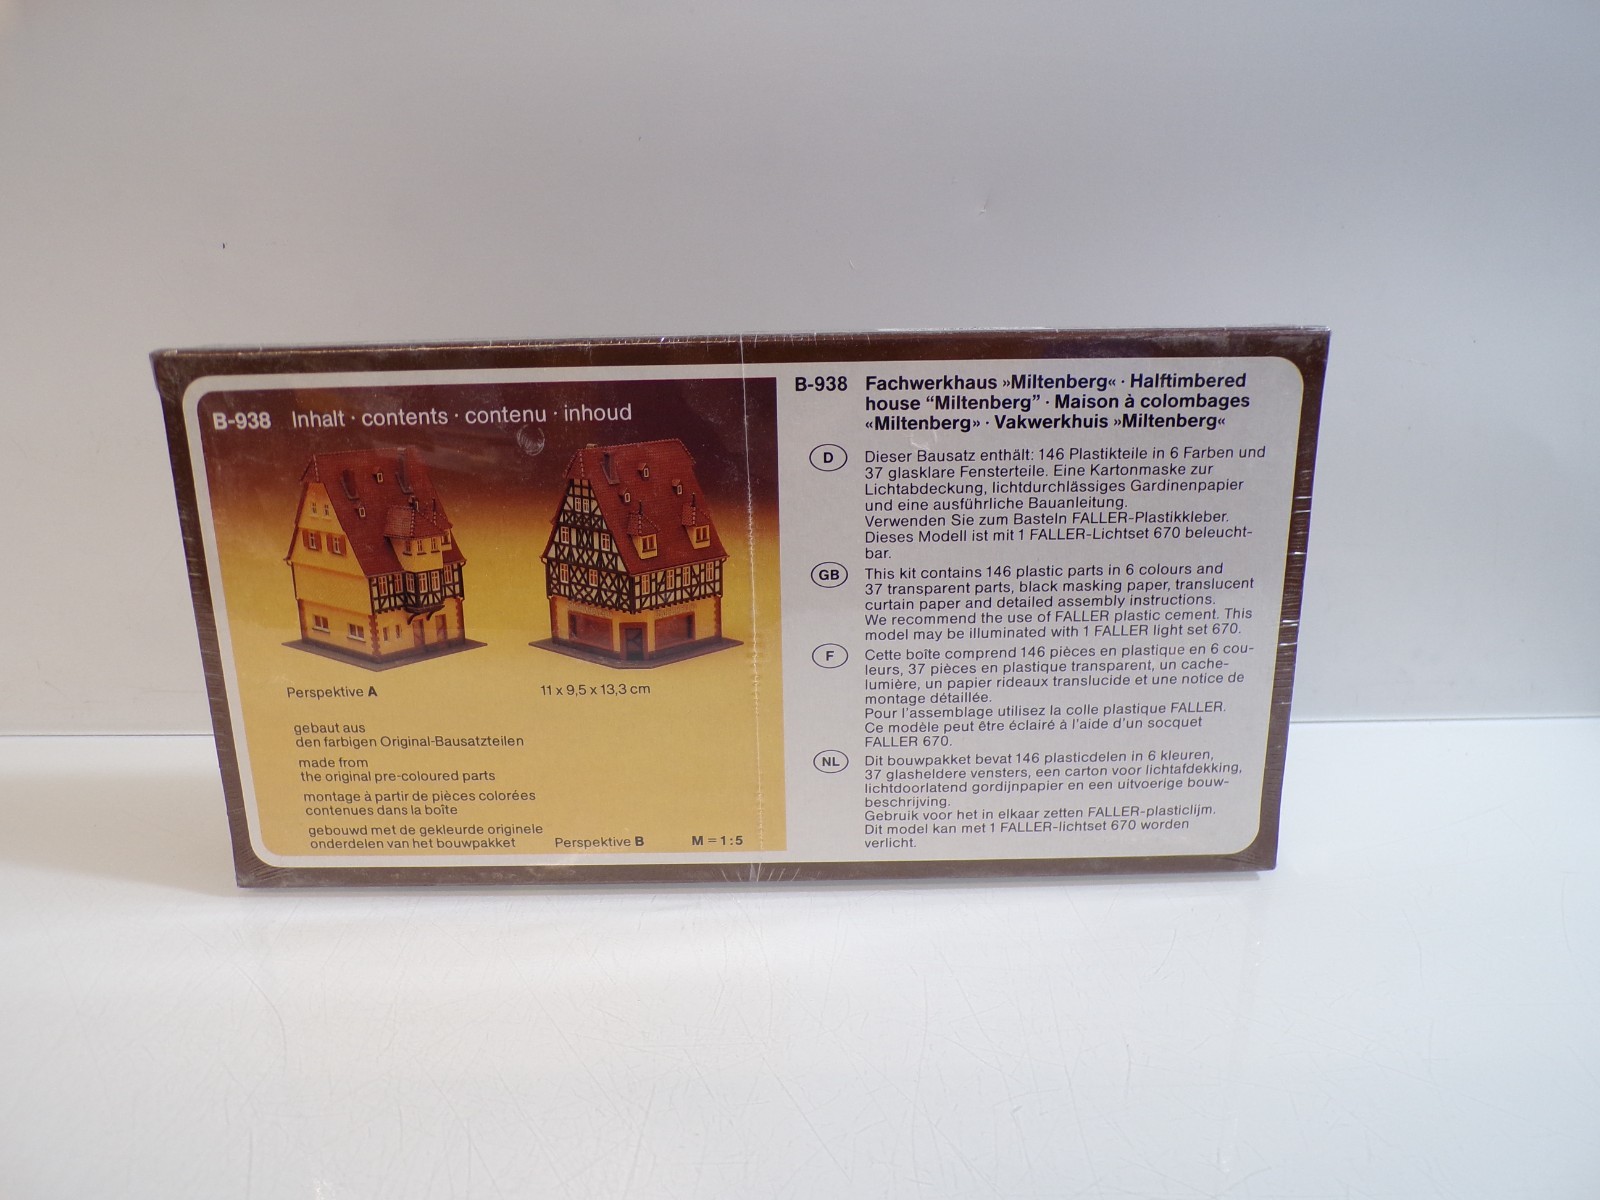 B-938 Inhalt · contents · contenu · inhoud
Perspektive A
11 x 9,5 x 13,3 cm
gebaut aus
den farbigen Original-Bausatzteilen
made from
the original pre-coloured parts
montage à partir de pièces colorées
contenues dans la boîte
gebouwd met de gekleurde originele
onderdelen van het bouwpakket
Perspektive B
M = 1:5
B-938 Fachwerkhaus »Miltenberg« · Halftimbered
house “Miltenberg” · Maison à colombages
«Miltenberg» · Vakwerkhuis »Miltenberg«
D Dieser Bausatz enthält: 146 Plastikteile in 6 Farben und
37 glasklare Fensterteile. Eine Kartonmaske zur
Lichtabdeckung, lichtdurchlässiges Gardinenpapier
und eine ausführliche Bauanleitung.
Verwenden Sie zum Basteln FALLER-Plastikkleber.
Dieses Modell ist mit 1 FALLER-Lichtset 670 beleucht-
bar.
GB This kit contains 146 plastic parts in 6 colours and
37 transparent parts, black masking paper, translucent
curtain paper and detailed assembly instructions.
We recommend the use of FALLER plastic cement. This
model may be illuminated with 1 FALLER light set 670.
F Cette boîte comprend 146 pièces en plastique en 6 cou-
leurs, 37 pièces en plastique transparent, un cache-
lumière, un papier rideaux translucide et une notice de
montage détaillée.
Pour l'assemblage utilisez la colle plastique FALLER.
Ce modèle peut être éclairé à l'aide d'un socquet
FALLER 670.
NL Dit bouwpakket bevat 146 plasticdelen in 6 kleuren,
37 glasheldere vensters, een carton voor lichtafdekking,
lichtdoorlatend gordijnpapier en een uitvoerige bouw-
beschrijving.
Gebruik voor het in elkaar zetten FALLER-plasticlijm.
Dit model kan met 1 FALLER-lichtset 670 worden
verlicht.